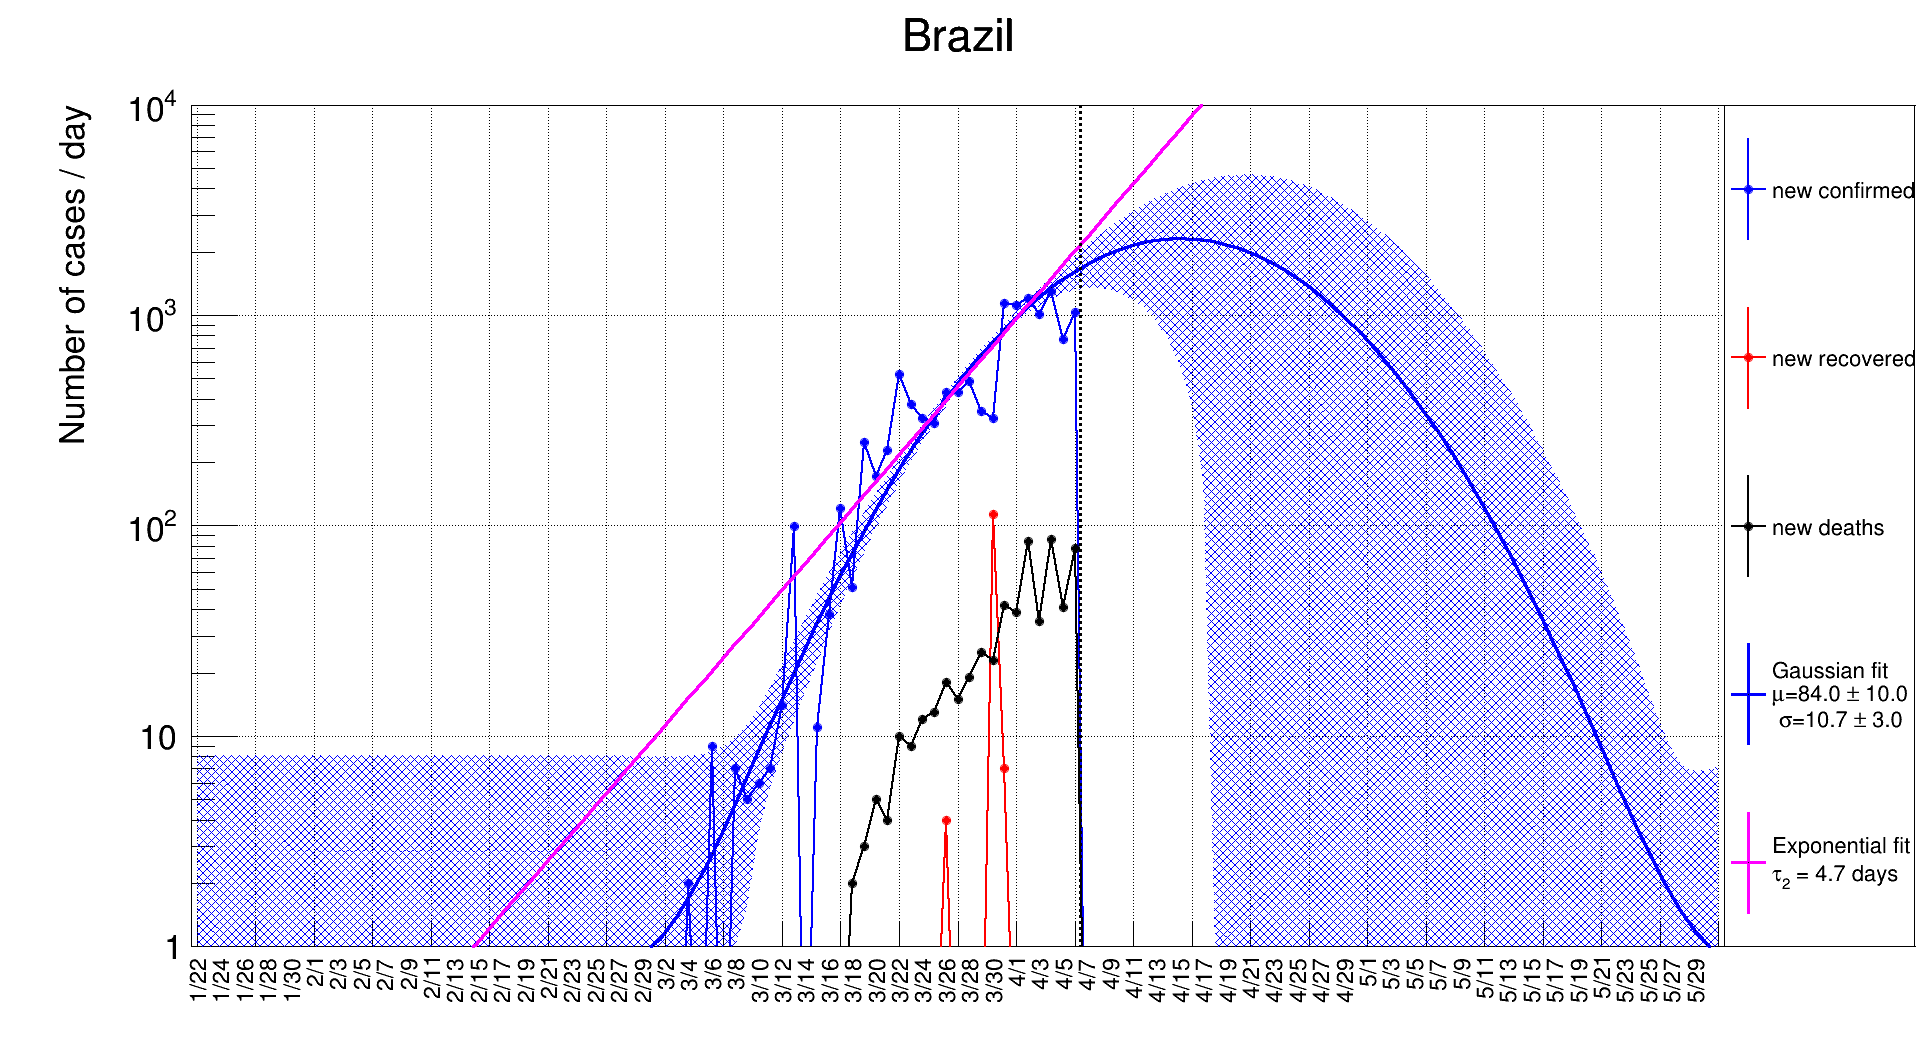 Brazil
Number of cases / day
10⁴
10³
10²
10
1
1/22 1/24 1/26 1/28 1/30 2/1 2/3 2/5 2/7 2/9 2/11 2/13 2/15 2/17 2/19 2/21 2/23 2/25 2/27 2/29 3/2 3/4 3/6 3/8 3/10 3/12 3/14 3/16 3/18 3/20 3/22 3/24 3/26 3/28 3/30 4/1 4/3 4/5 4/7 4/9 4/11 4/13 4/15 4/17 4/19 4/21 4/23 4/25 4/27 4/29 5/1 5/3 5/5 5/7 5/9 5/11 5/13 5/15 5/17 5/19 5/21 5/23 5/25 5/27 5/29
new confirmed
new recovered
new deaths
Gaussian fit
μ=84.0 ± 10.0
σ=10.7 ± 3.0
Exponential fit
τ₂ = 4.7 days